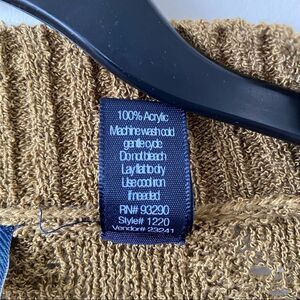 100% Acrylic
Machine wash cold
gentle cycle
Do not bleach
Lay flat to dry
Use cool iron
if needed
RN# 93290
Style# 1220
Vendor# 23241